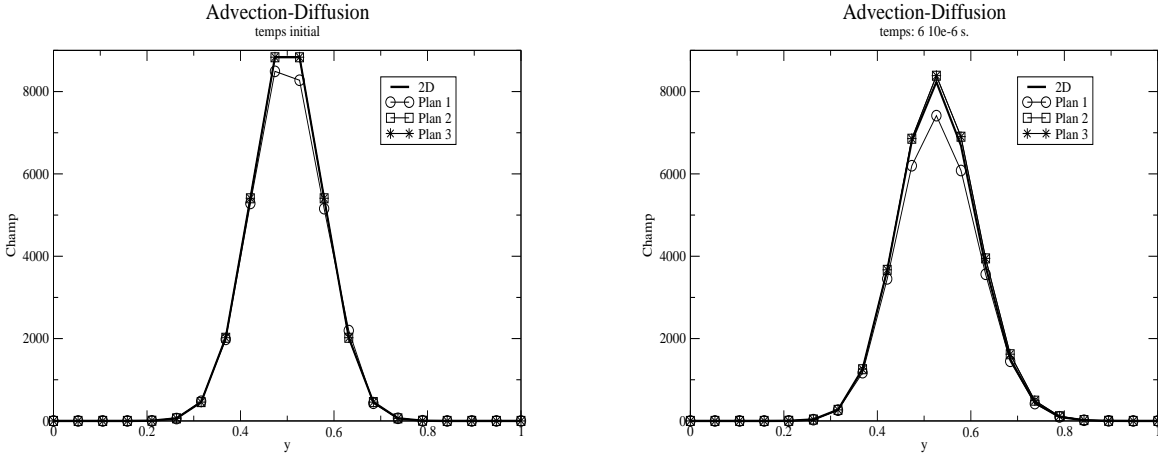 Advection-Diffusion
temps initial
8000
6000
4000
2000
0
Champ
0
0.2
0.4
0.6
0.8
1
y
2D
Plan 1
Plan 2
Plan 3
Advection-Diffusion
temps: 6 10e-6 s.
8000
6000
4000
2000
0
Champ
0
0.2
0.4
0.6
0.8
1
y
2D
Plan 1
Plan 2
Plan 3